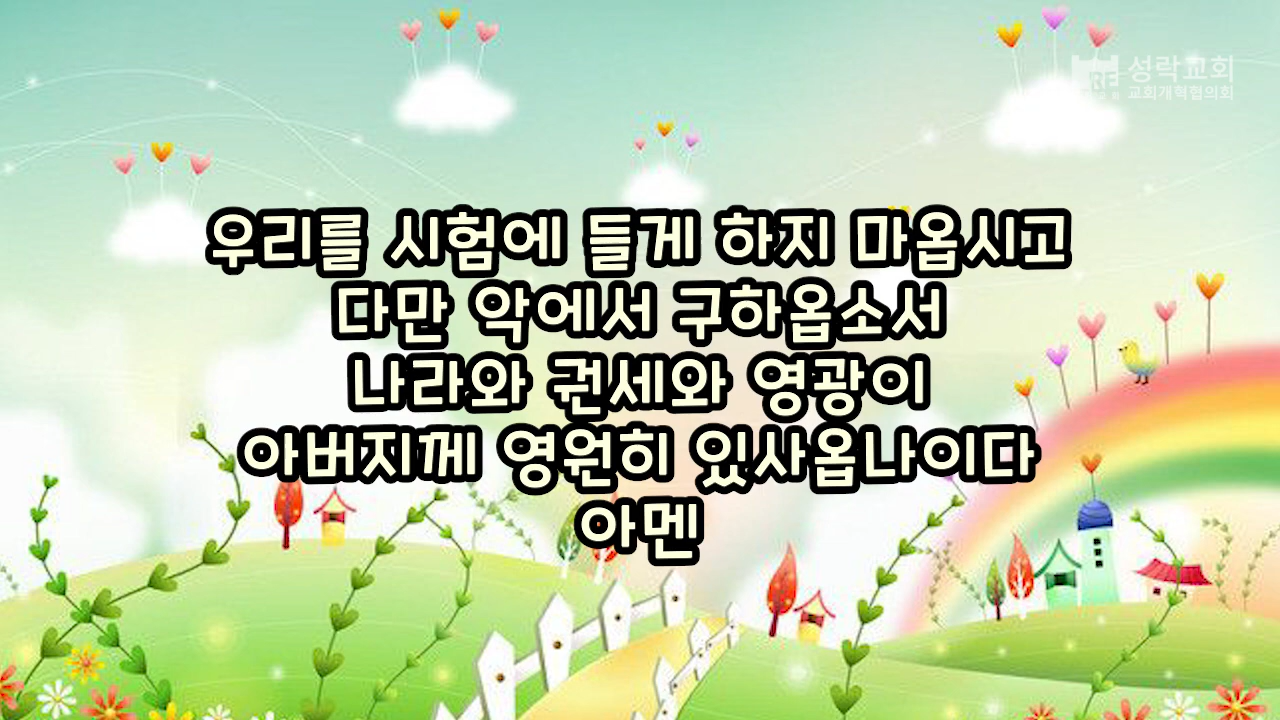 성락교회
교회개혁협의회
우리를 시험에 들게 하지 마옵시고
다만 악에서 구하옵소서
나라와 권세와 영광이
아버지께 영원히 있사옵나이다
아멘